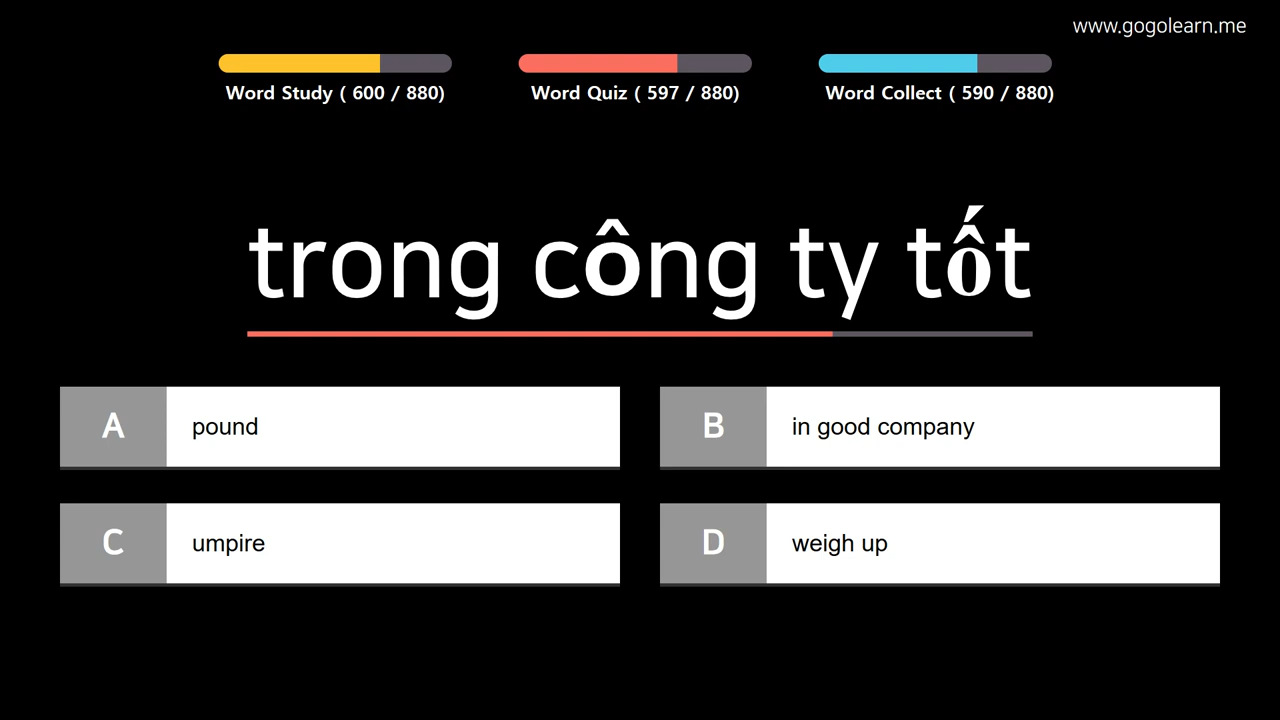 www.gogolearn.me
Word Study ( 600 / 880)
Word Quiz ( 597 / 880)
Word Collect ( 590 / 880)
trong công ty tốt
A pound
B in good company
C umpire
D weigh up